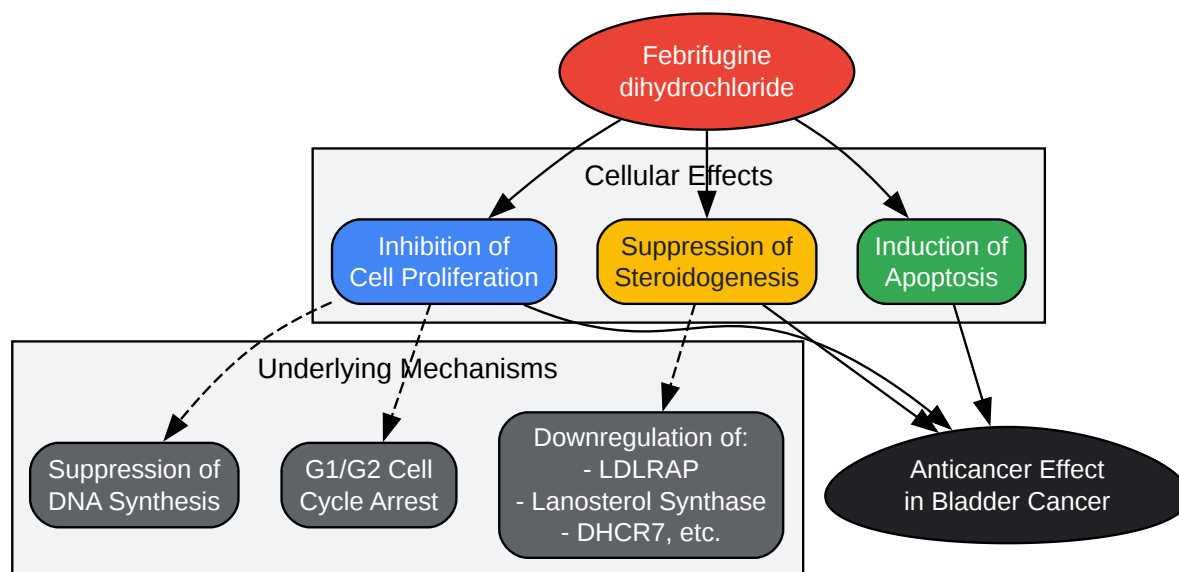 Febrifugine
dihydrochloride
Cellular Effects
Inhibition of
Cell Proliferation
Suppression of
Steroidogenesis
Induction of
Apoptosis
Underlying Mechanisms
Suppression of
DNA Synthesis
G1/G2 Cell
Cycle Arrest
Downregulation of:
- LDLRAP
- Lanosterol Synthase
- DHCR7, etc.
Anticancer Effect
in Bladder Cancer